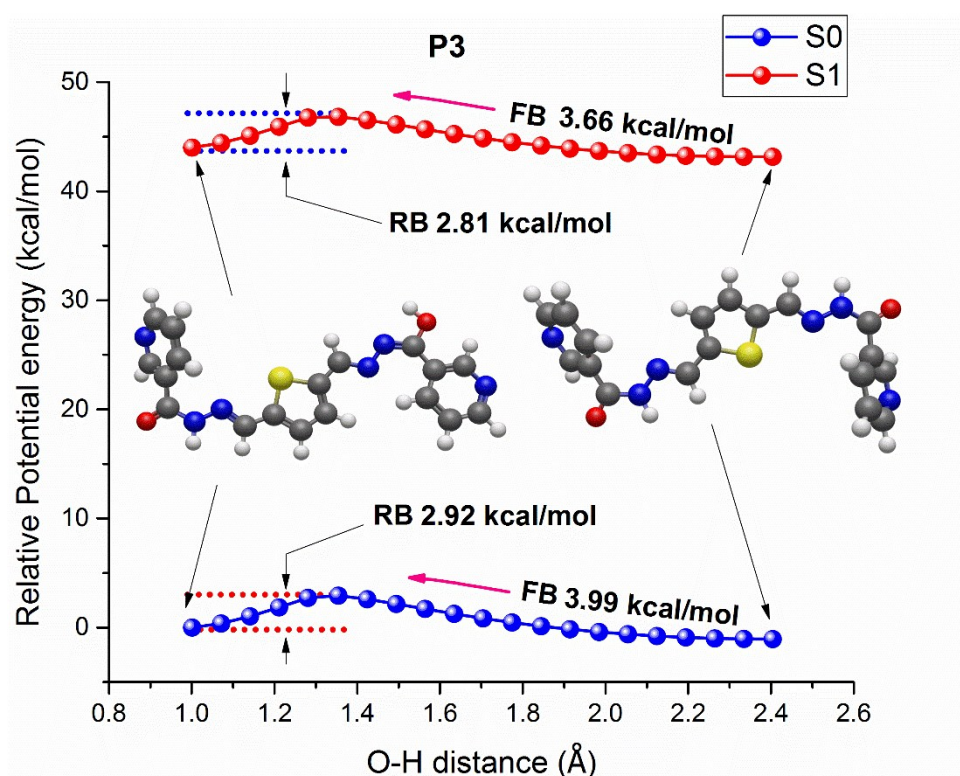 P3
S0
S1
Relative Potential energy (kcal/mol)
50
40
30
20
10
0
FB 3.66 kcal/mol
RB 2.81 kcal/mol
RB 2.92 kcal/mol
FB 3.99 kcal/mol
0.8 1.0 1.2 1.4 1.6 1.8 2.0 2.2 2.4 2.6
O-H distance (Å)